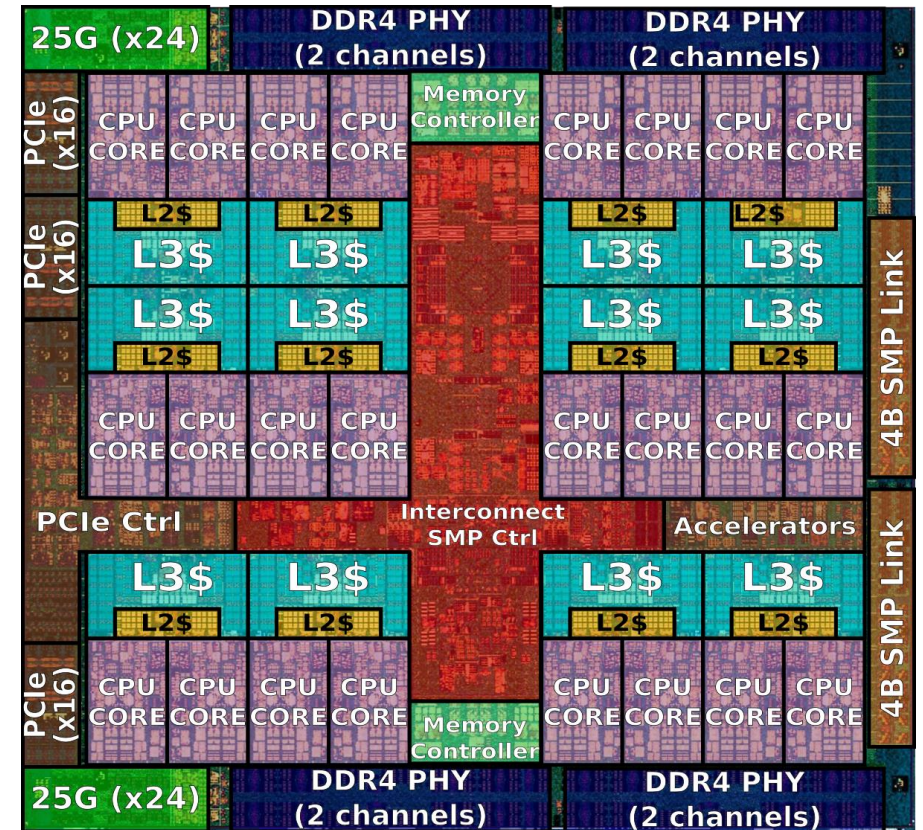 25G (x24)
DDR4 PHY
(2 channels)
DDR4 PHY
(2 channels)
PCIe
(x16)
CPU
CORE
CPU
CORE
CPU
CORE
CPU
CORE
Memory
Controller
CPU
CORE
CPU
CORE
CPU
CORE
CPU
CORE
PCIe
(x16)
L2$
L2$
L2$
L2$
L3$
L3$
L3$
L3$
L3$
L3$
L3$
L3$
L2$
L2$
L2$
L2$
4B SMP Link
CPU
CORE
CPU
CORE
CPU
CORE
CPU
CORE
CPU
CORE
CPU
CORE
CPU
CORE
CPU
CORE
PCIe Ctrl
Interconnect
SMP Ctrl
Accelerators
L3$
L3$
L3$
L3$
L2$
L2$
L2$
L2$
4B SMP Link
PCIe
(x16)
CPU
CORE
CPU
CORE
CPU
CORE
CPU
CORE
Memory
Controller
CPU
CORE
CPU
CORE
CPU
CORE
CPU
CORE
25G (x24)
DDR4 PHY
(2 channels)
DDR4 PHY
(2 channels)